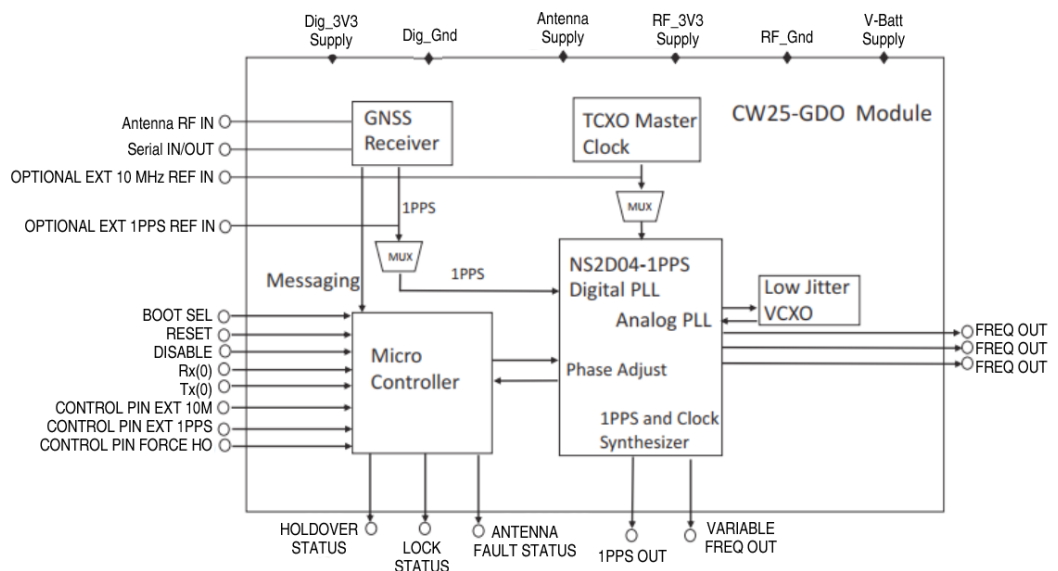 Dig_3V3
Supply
Dig_Gnd
Antenna
Supply
RF_3V3
Supply
RF_Gnd
V-Batt
Supply
CW25-GDO Module
GNSS
Receiver
TCXO Master
Clock
Antenna RF IN
Serial IN/OUT
OPTIONAL EXT 10 MHz REF IN
OPTIONAL EXT 1PPS REF IN
1PPS
MUX
MUX
1PPS
Messaging
NS2D04-1PPS
Digital PLL
Analog PLL
Low Jitter
VCXO
BOOT SEL
RESET
DISABLE
Rx(0)
Tx(0)
CONTROL PIN EXT 10M
CONTROL PIN EXT 1PPS
CONTROL PIN FORCE HO
Micro
Controller
Phase Adjust
1PPS and Clock
Synthesizer
FREQ OUT
FREQ OUT
FREQ OUT
HOLDOVER
STATUS
LOCK
STATUS
ANTENNA
FAULT STATUS
1PPS OUT
VARIABLE
FREQ OUT